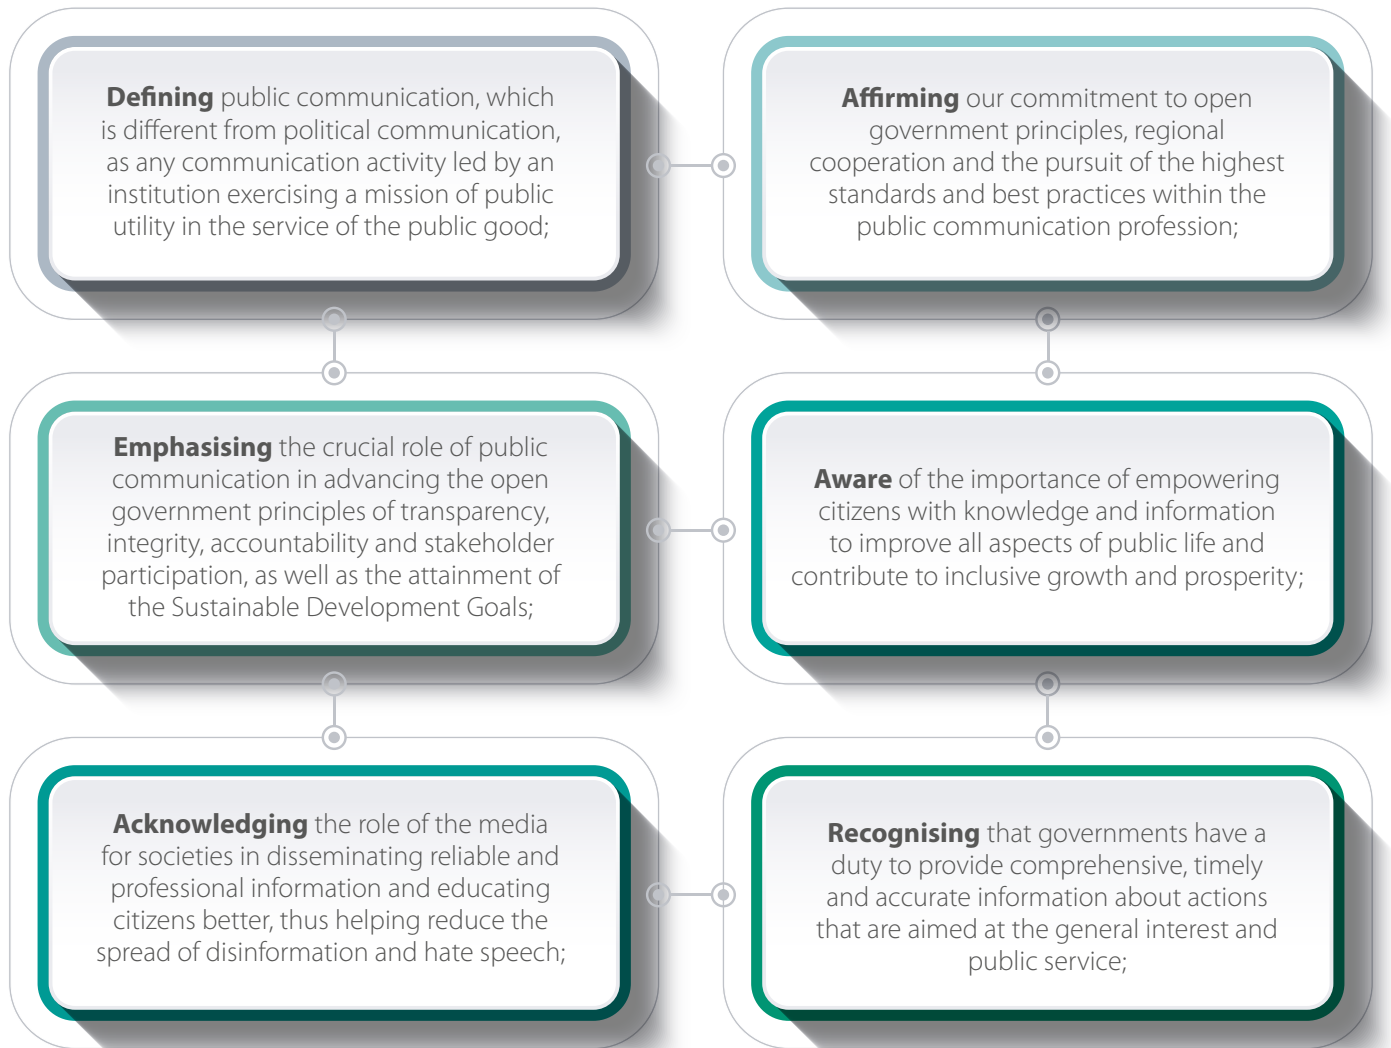 Defining public communication, which
is different from political communication,
as any communication activity led by an
institution exercising a mission of public
utility in the service of the public good;
Affirming our commitment to open
government principles, regional
cooperation and the pursuit of the highest
standards and best practices within the
public communication profession;
Emphasising the crucial role of public
communication in advancing the open
government principles of transparency,
integrity, accountability and stakeholder
participation, as well as the attainment of
the Sustainable Development Goals;
Aware of the importance of empowering
citizens with knowledge and information
to improve all aspects of public life and
contribute to inclusive growth and prosperity;
Acknowledging the role of the media
for societies in disseminating reliable and
professional information and educating
citizens better, thus helping reduce the
spread of disinformation and hate speech;
Recognising that governments have a
duty to provide comprehensive, timely
and accurate information about actions
that are aimed at the general interest and
public service;